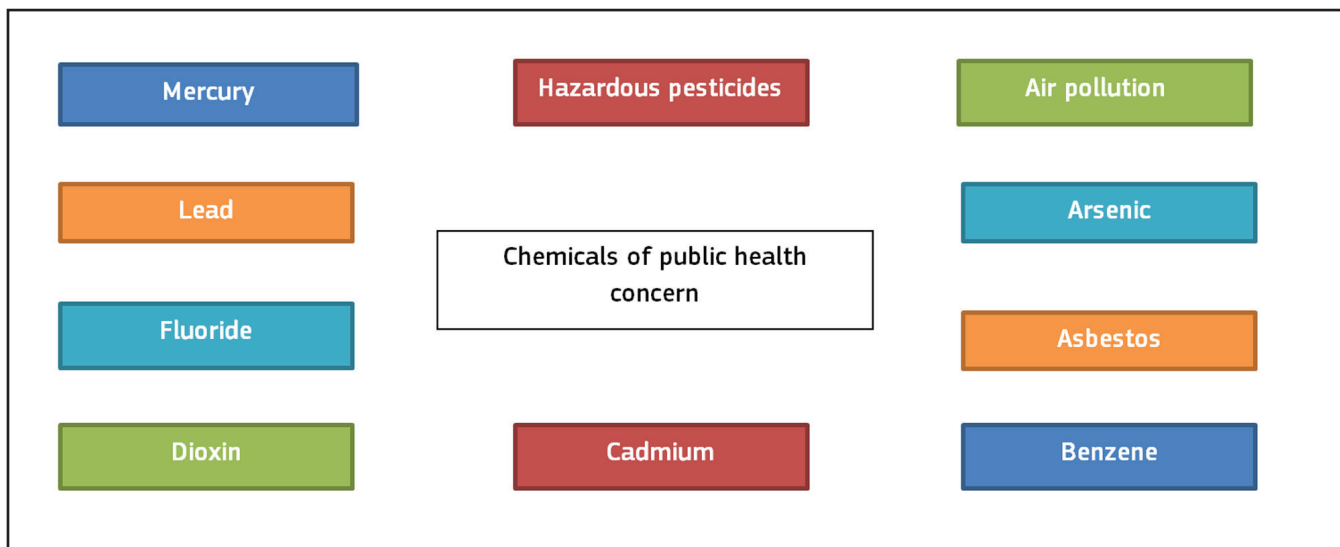 Mercury
Hazardous pesticides
Air pollution
Lead
Arsenic
Chemicals of public health
concern
Fluoride
Asbestos
Dioxin
Cadmium
Benzene